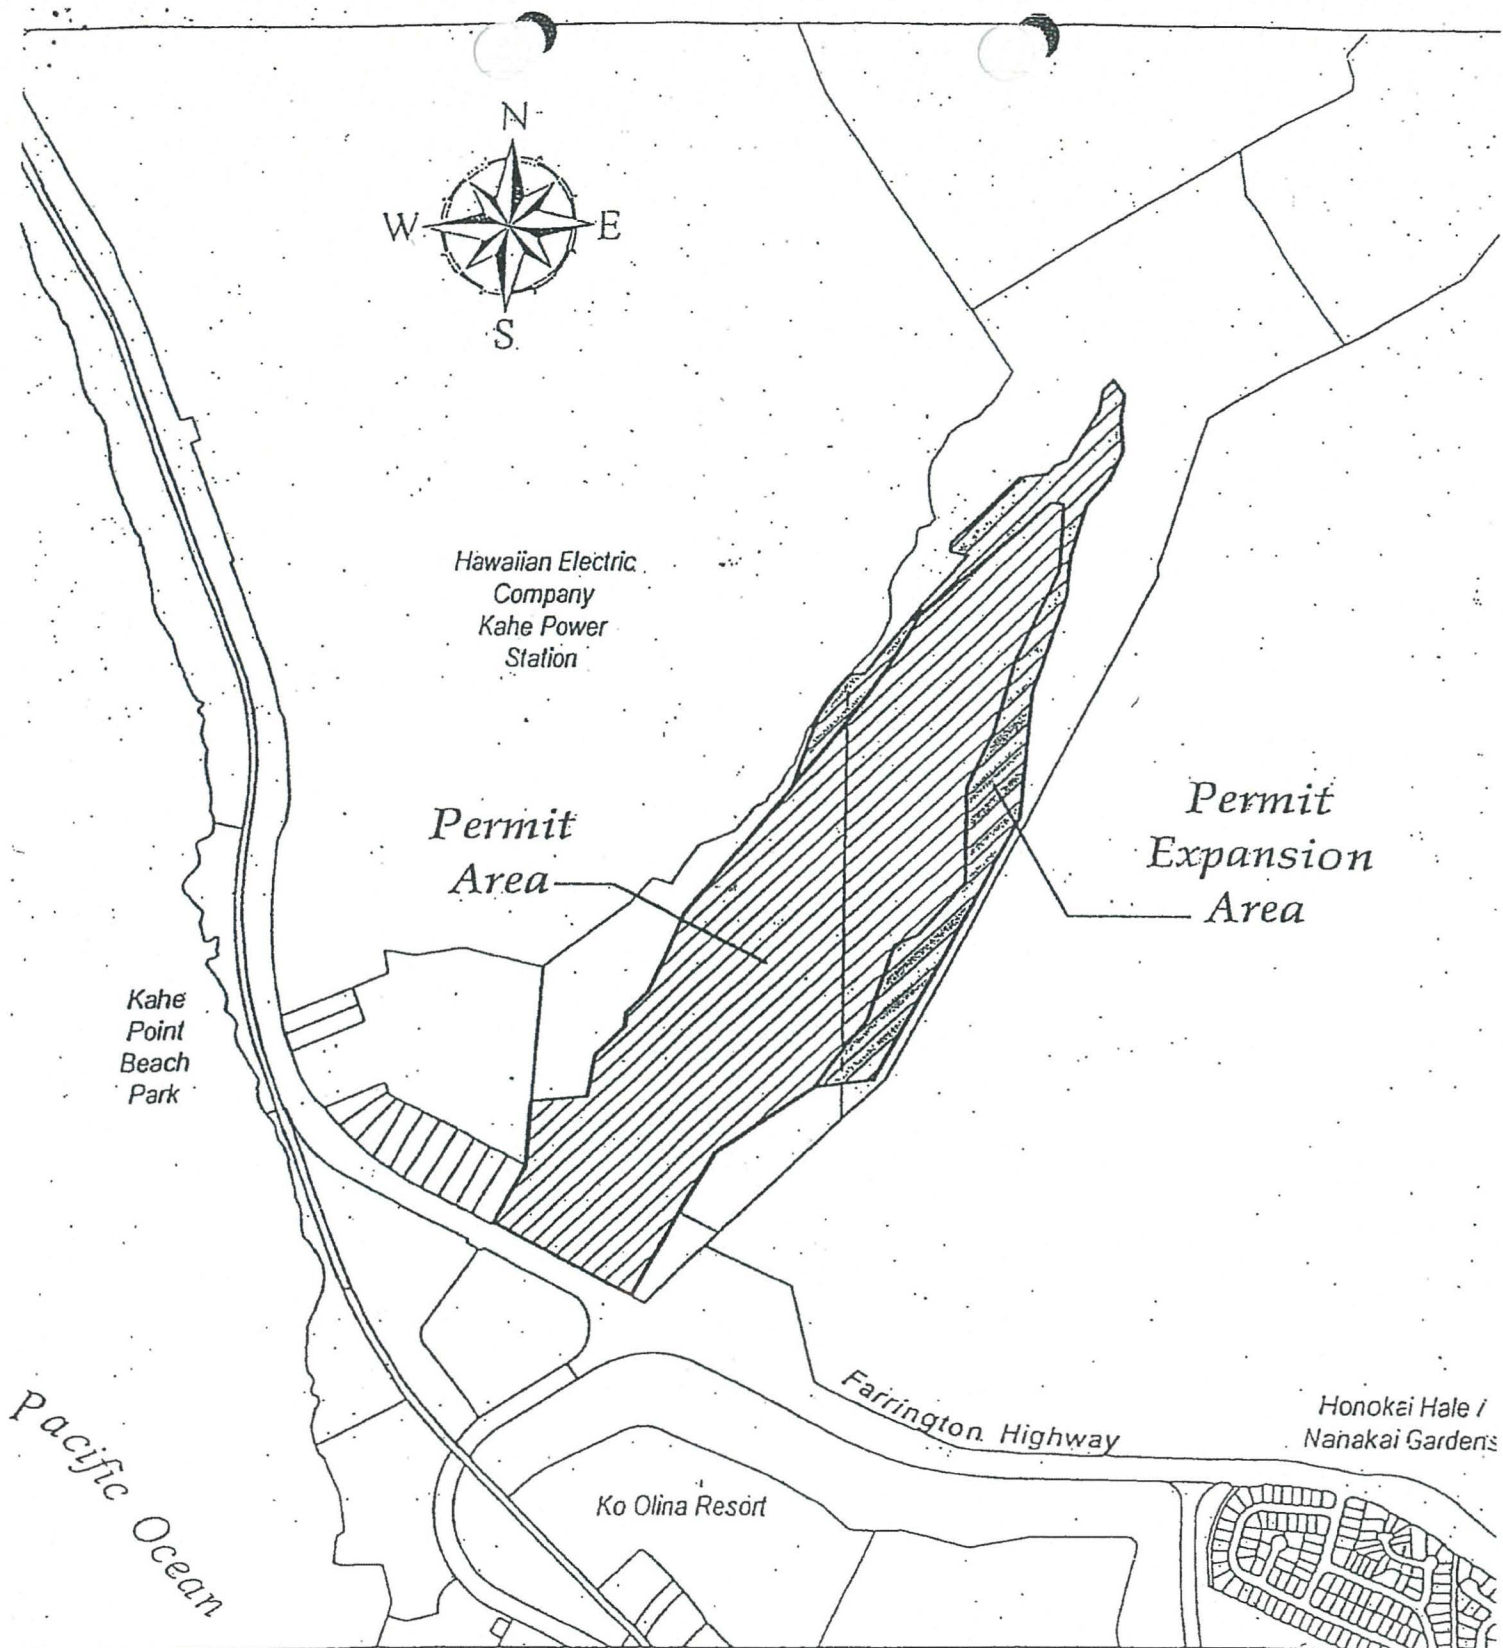 N
W
E
S
Hawaiian Electric
Company
Kahe Power
Station
Permit
Area
Permit
Expansion
Area
Kahe
Point
Beach
Park
Farrington Highway
Honokai Hale /
Nanakai Gardens
Ko Olina Resort
Pacific Ocean